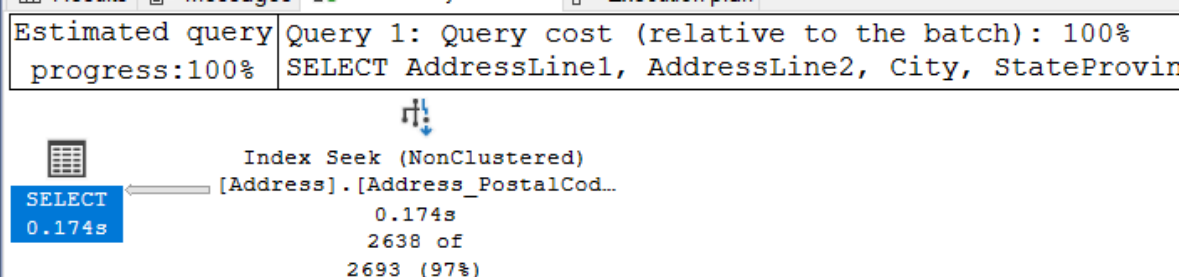 Estimated query
progress:100%
Query 1: Query cost (relative to the batch): 100%
SELECT AddressLine1, AddressLine2, City, StateProvin
Index Seek (NonClustered)
[Address].[Address_PostalCod…
0.174s
2638 of
2693 (97%)
SELECT
0.174s